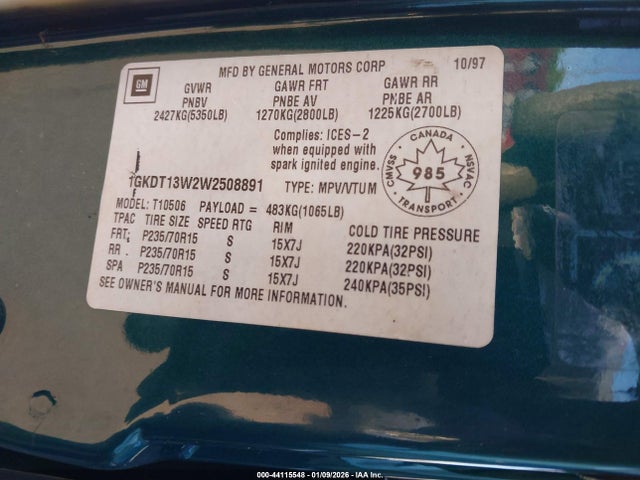 MFD BY GENERAL MOTORS CORP 10/97
GM
GVWR GAWR FRT GAWR RR
PNBV PNBE AV PNBE AR
2427KG(5350LB) 1270KG(2800LB) 1225KG(2700LB)
Complies: ICES-2
when equipped with
spark ignited engine.
CANADA
CMVSS 985 NSVAC
TRANSPORT
1GKDT13W2W2508891 TYPE: MPV/VTUM
MODEL: T10506 PAYLOAD = 483KG(1065LB)
TPAC TIRE SIZE SPEED RTG RIM COLD TIRE PRESSURE
FRT: P235/70R15 S 15X7J 220KPA(32PSI)
RR P235/70R15 S 15X7J 220KPA(32PSI)
SPA P235/70R15 S 15X7J 240KPA(35PSI)
SEE OWNER'S MANUAL FOR MORE INFORMATION.
000-44115548 - 01/09/2026 - IAA Inc.